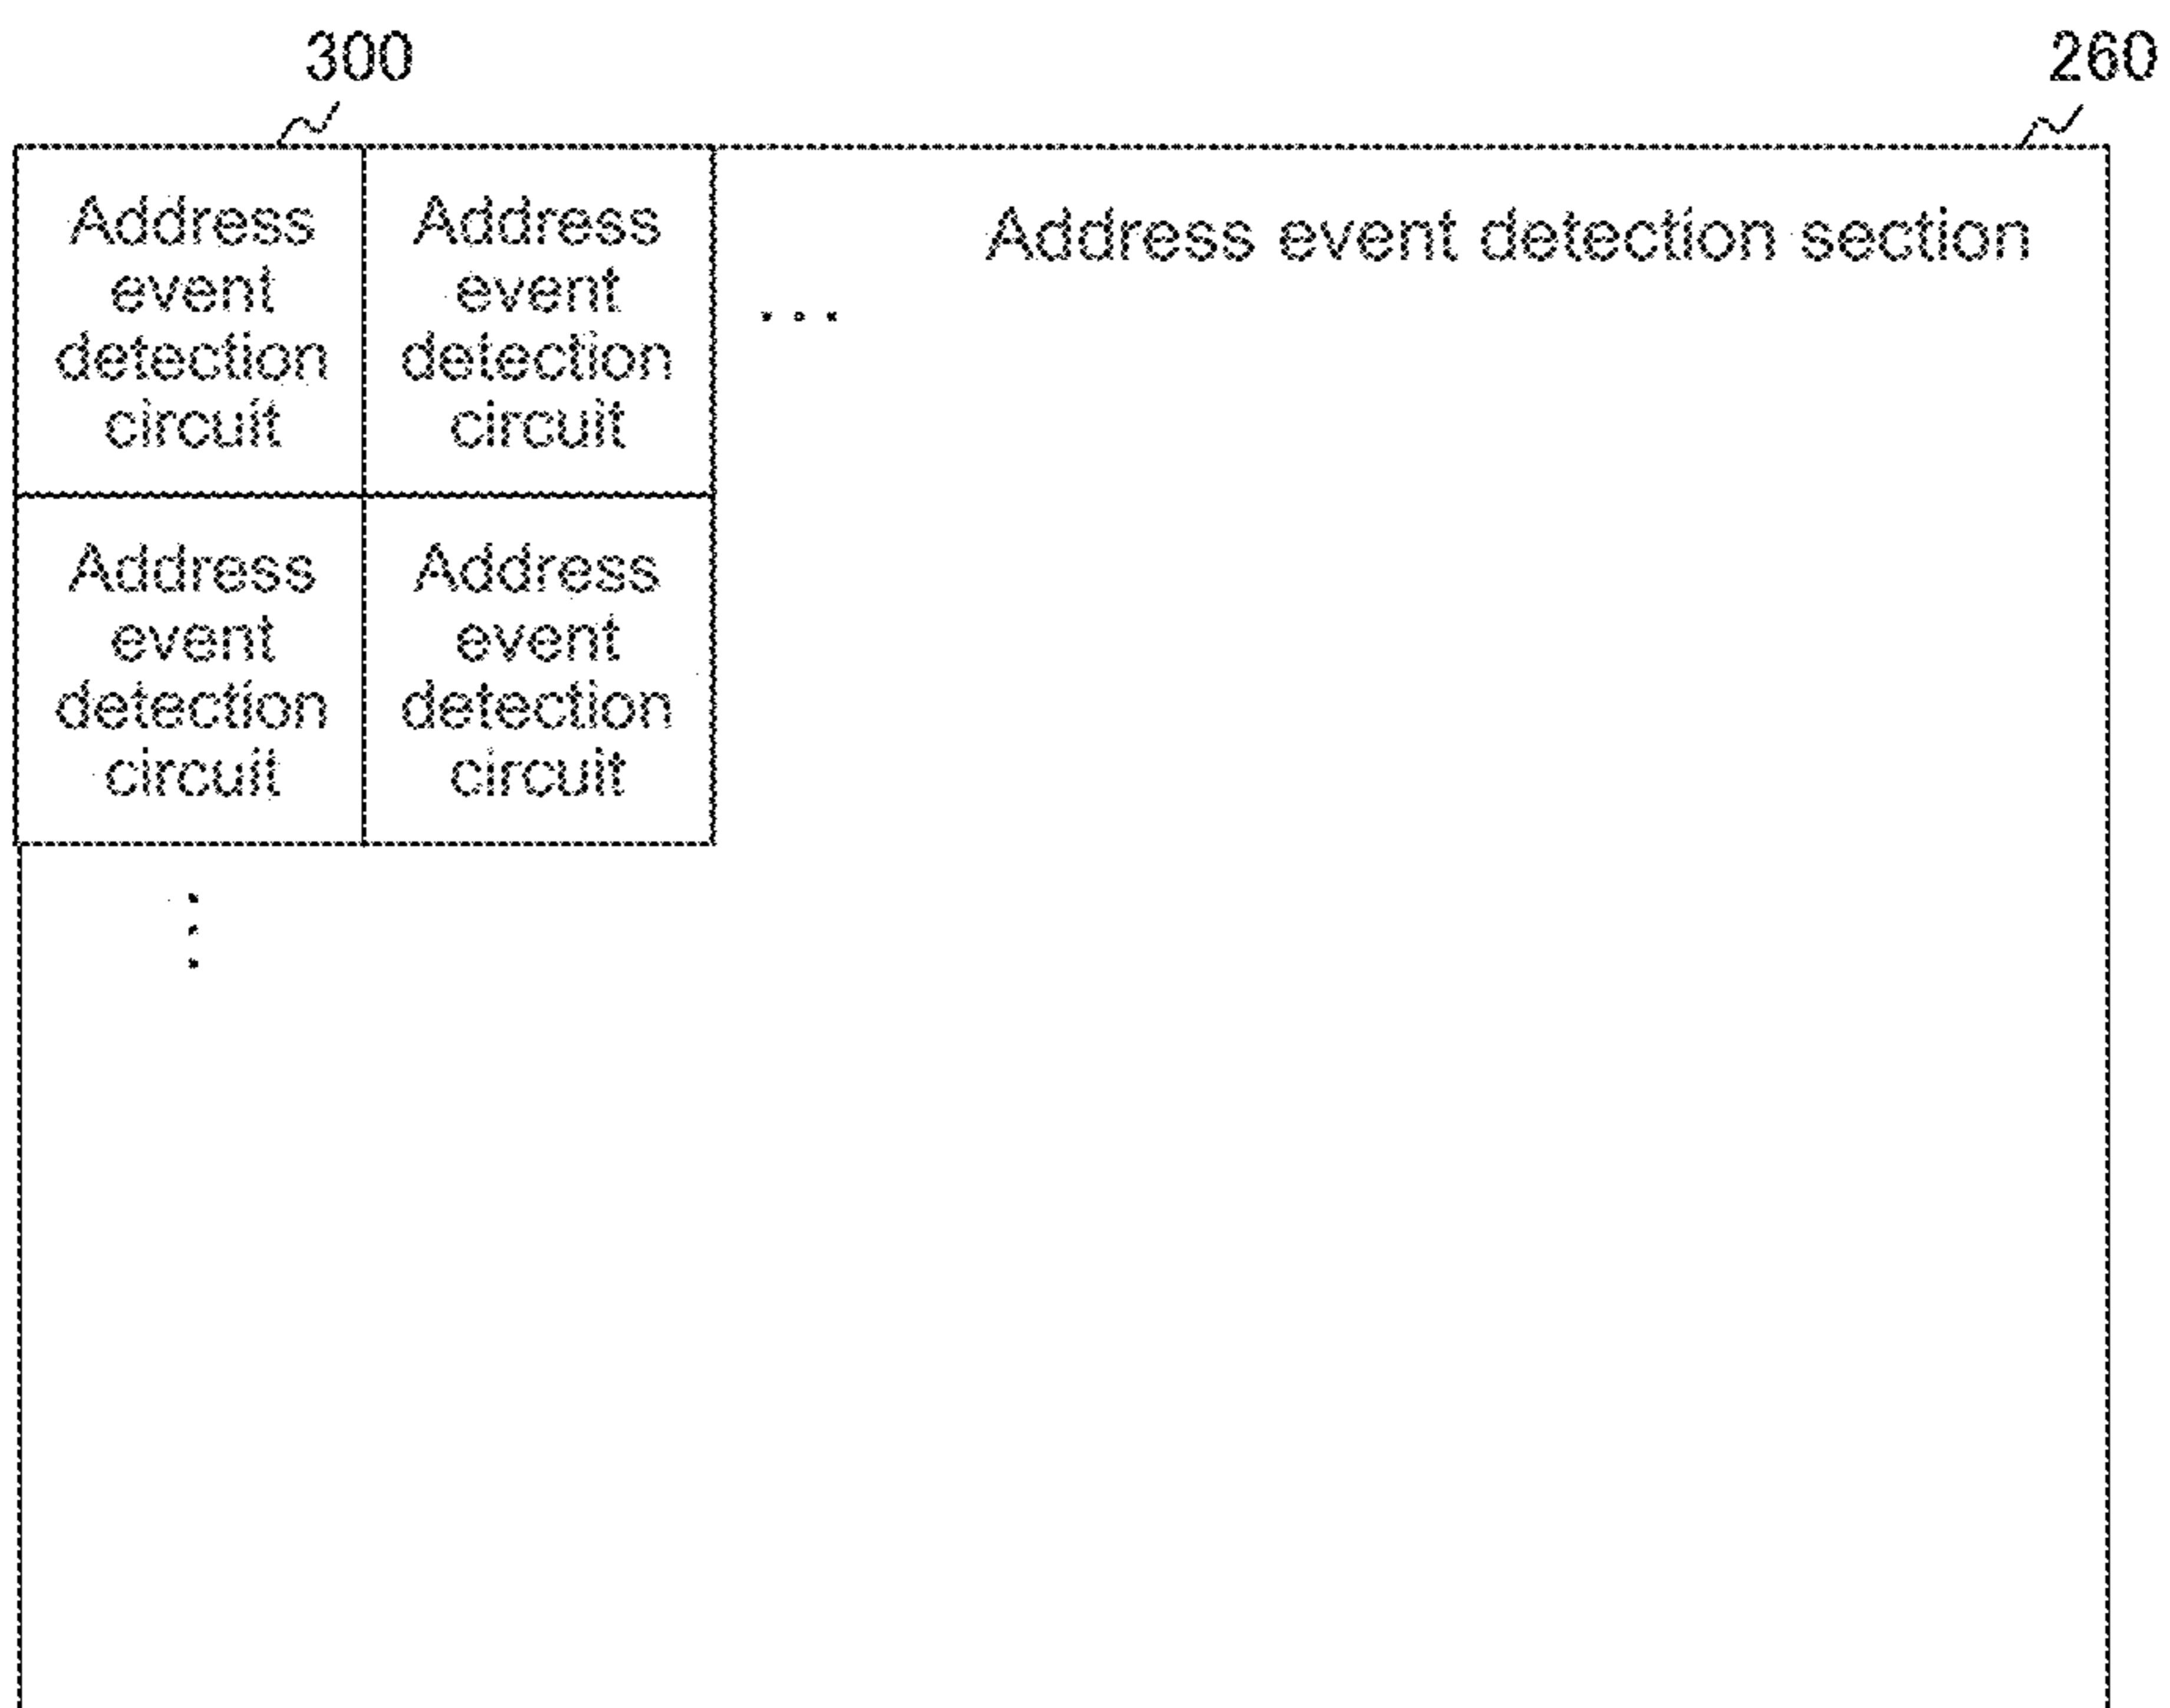 300
260
Address
event
detection
circuit
Address
event
detection
circuit
Address event detection section
...
Address
event
detection
circuit
Address
event
detection
circuit
⋮